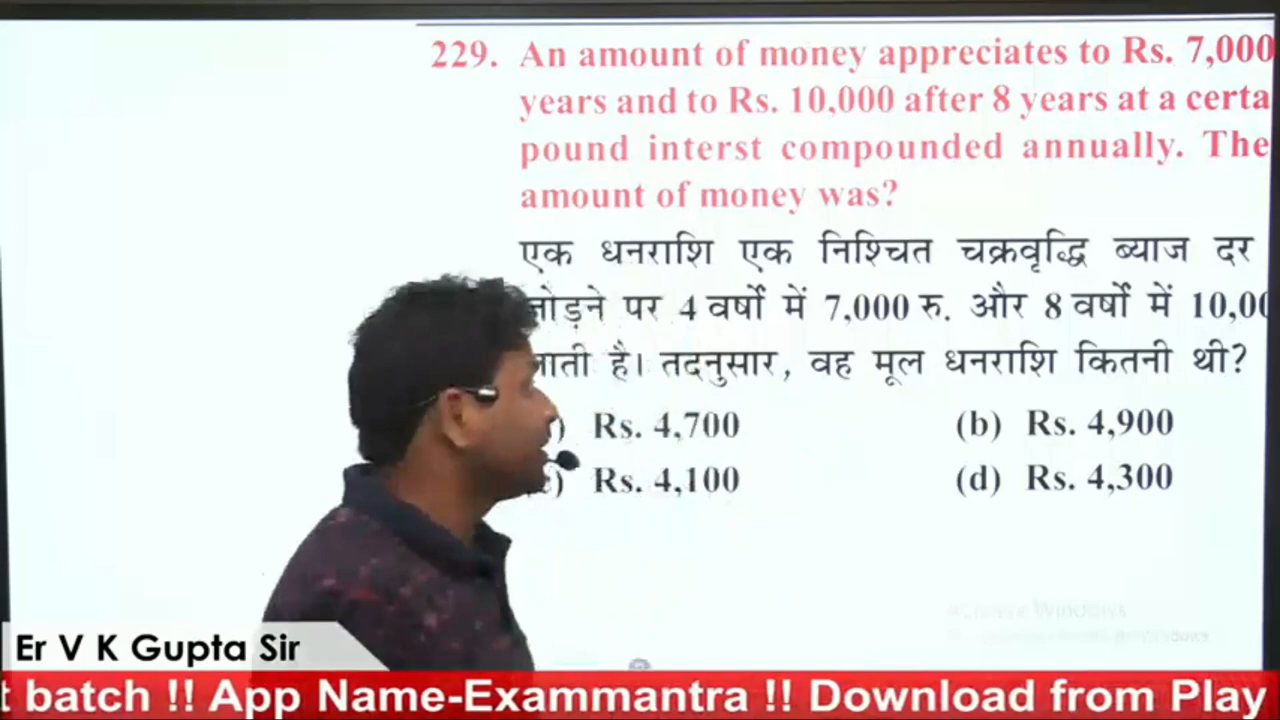 229. An amount of money appreciates to Rs. 7,000
years and to Rs. 10,000 after 8 years at a certa
pound interst compounded annually. The
amount of money was?
एक धनराशि एक निश्चित चक्रवृद्धि ब्याज दर
जोड़ने पर 4 वर्षों में 7,000 रु. और 8 वर्षों में 10,00
जाती है। तदनुसार, वह मूल धनराशि कितनी थी?
) Rs. 4,700 (b) Rs. 4,900
) Rs. 4,100 (d) Rs. 4,300
Er V K Gupta Sir
t batch !! App Name-Exammantra !! Download from Play